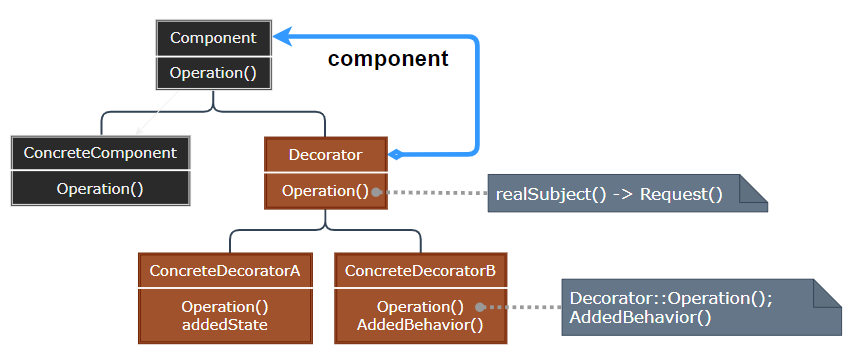 Component
Operation()
component
ConcreteComponent
Operation()
Decorator
Operation()
realSubject() -> Request()
ConcreteDecoratorA
Operation()
addedState
ConcreteDecoratorB
Operation()
AddedBehavior()
Decorator::Operation();
AddedBehavior()